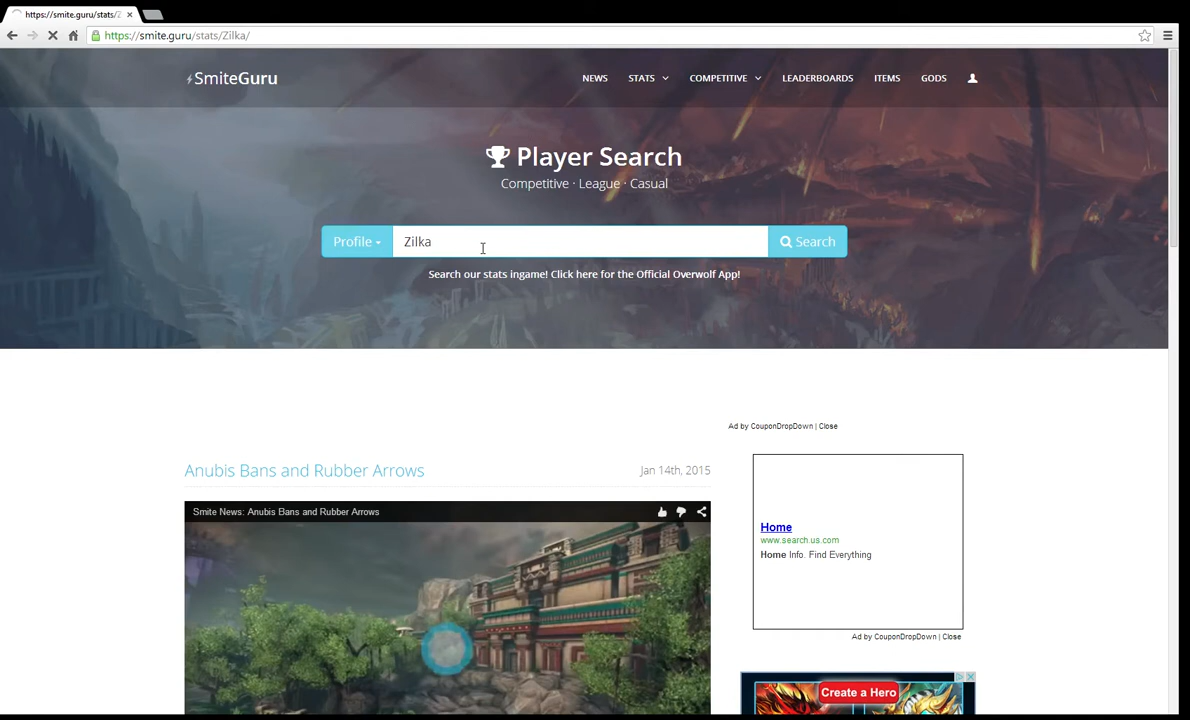 https://smite.guru/stats/Z
https://smite.guru/stats/Zilka/
SmiteGuru
NEWS
STATS
COMPETITIVE
LEADERBOARDS
ITEMS
GODS
Player Search
Competitive · League · Casual
Profile
Zilka
Search
Search our stats ingame! Click here for the Official Overwolf App!
Ad by CouponDropDown | Close
Anubis Bans and Rubber Arrows
Jan 14th, 2015
Smite News: Anubis Bans and Rubber Arrows
Home
www.search.us.com
Home Info. Find Everything
Ad by CouponDropDown | Close
Create a Hero